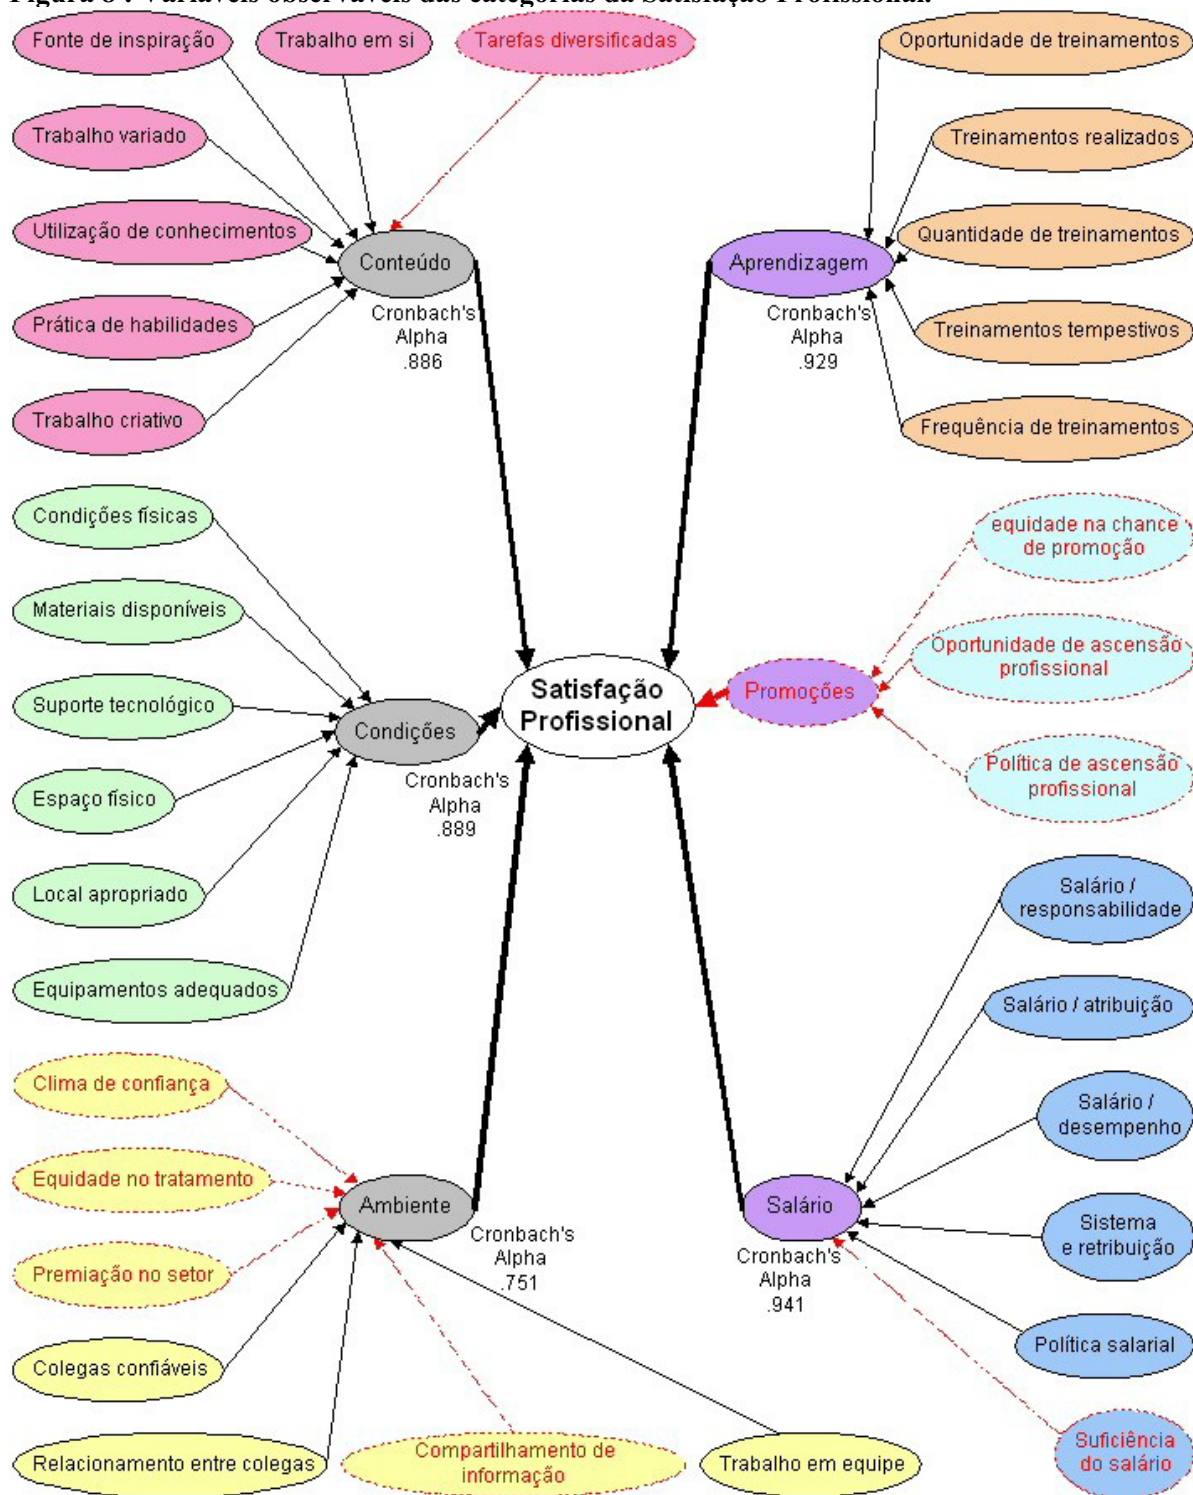 Figura 8 : Variáveis observáveis das categorias da Satisfação Profissional.
Fonte de inspiração
Trabalho em si
Tarefas diversificadas
Oportunidade de treinamentos
Trabalho variado
Treinamentos realizados
Utilização de conhecimentos
Quantidade de treinamentos
Conteúdo
Aprendizagem
Cronbach's
Alpha
.886
Cronbach's
Alpha
.929
Prática de habilidades
Treinamentos tempestivos
Trabalho criativo
Frequência de treinamentos
Condições físicas
equidade na chance
de promoção
Materiais disponíveis
Oportunidade de ascensão
profissional
Suporte tecnológico
Satisfação
Profissional
Promoções
Condições
Cronbach's
Alpha
.889
Política de ascensão
profissional
Espaço físico
Local apropriado
Salário /
responsabilidade
Equipamentos adequados
Salário / atribuição
Clima de confiança
Salário /
desempenho
Equidade no tratamento
Ambiente
Cronbach's
Alpha
.751
Salário
Cronbach's
Alpha
.941
Sistema
e retribuição
Premiação no setor
Colegas confiáveis
Política salarial
Relacionamento entre colegas
Compartilhamento de
informação
Trabalho em equipe
Suficiência
do salário